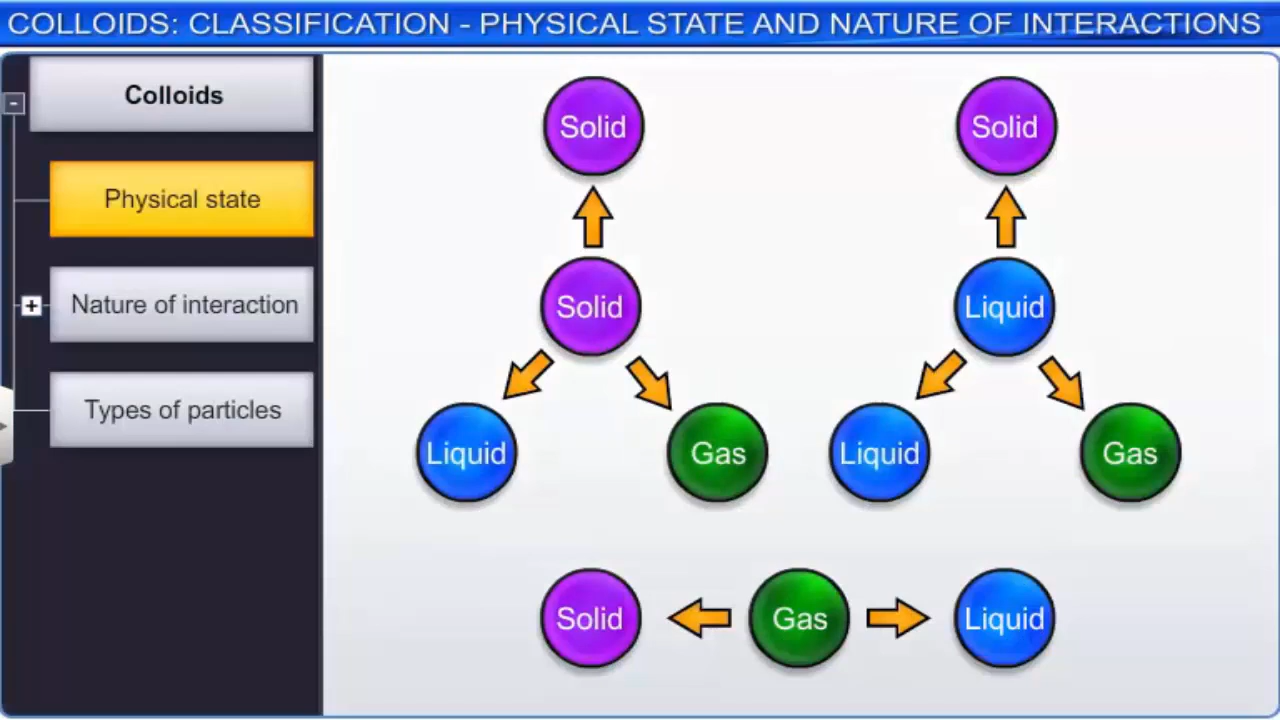 COLLOIDS: CLASSIFICATION - PHYSICAL STATE AND NATURE OF INTERACTIONS
Colloids
Physical state
Nature of interaction
Types of particles
Solid
Solid
Solid
Liquid
Liquid
Gas
Liquid
Gas
Solid
Gas
Liquid